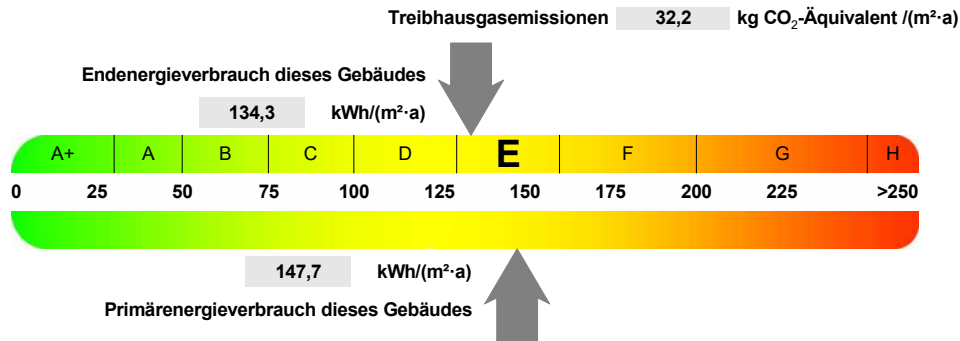 Treibhausgasemissionen 32,2 kg CO₂-Äquivalent /(m²·a)
Endenergieverbrauch dieses Gebäudes
134,3 kWh/(m²·a)
A+ A B C D E F G H
0 25 50 75 100 125 150 175 200 225 >250
147,7 kWh/(m²·a)
Primärenergieverbrauch dieses Gebäudes